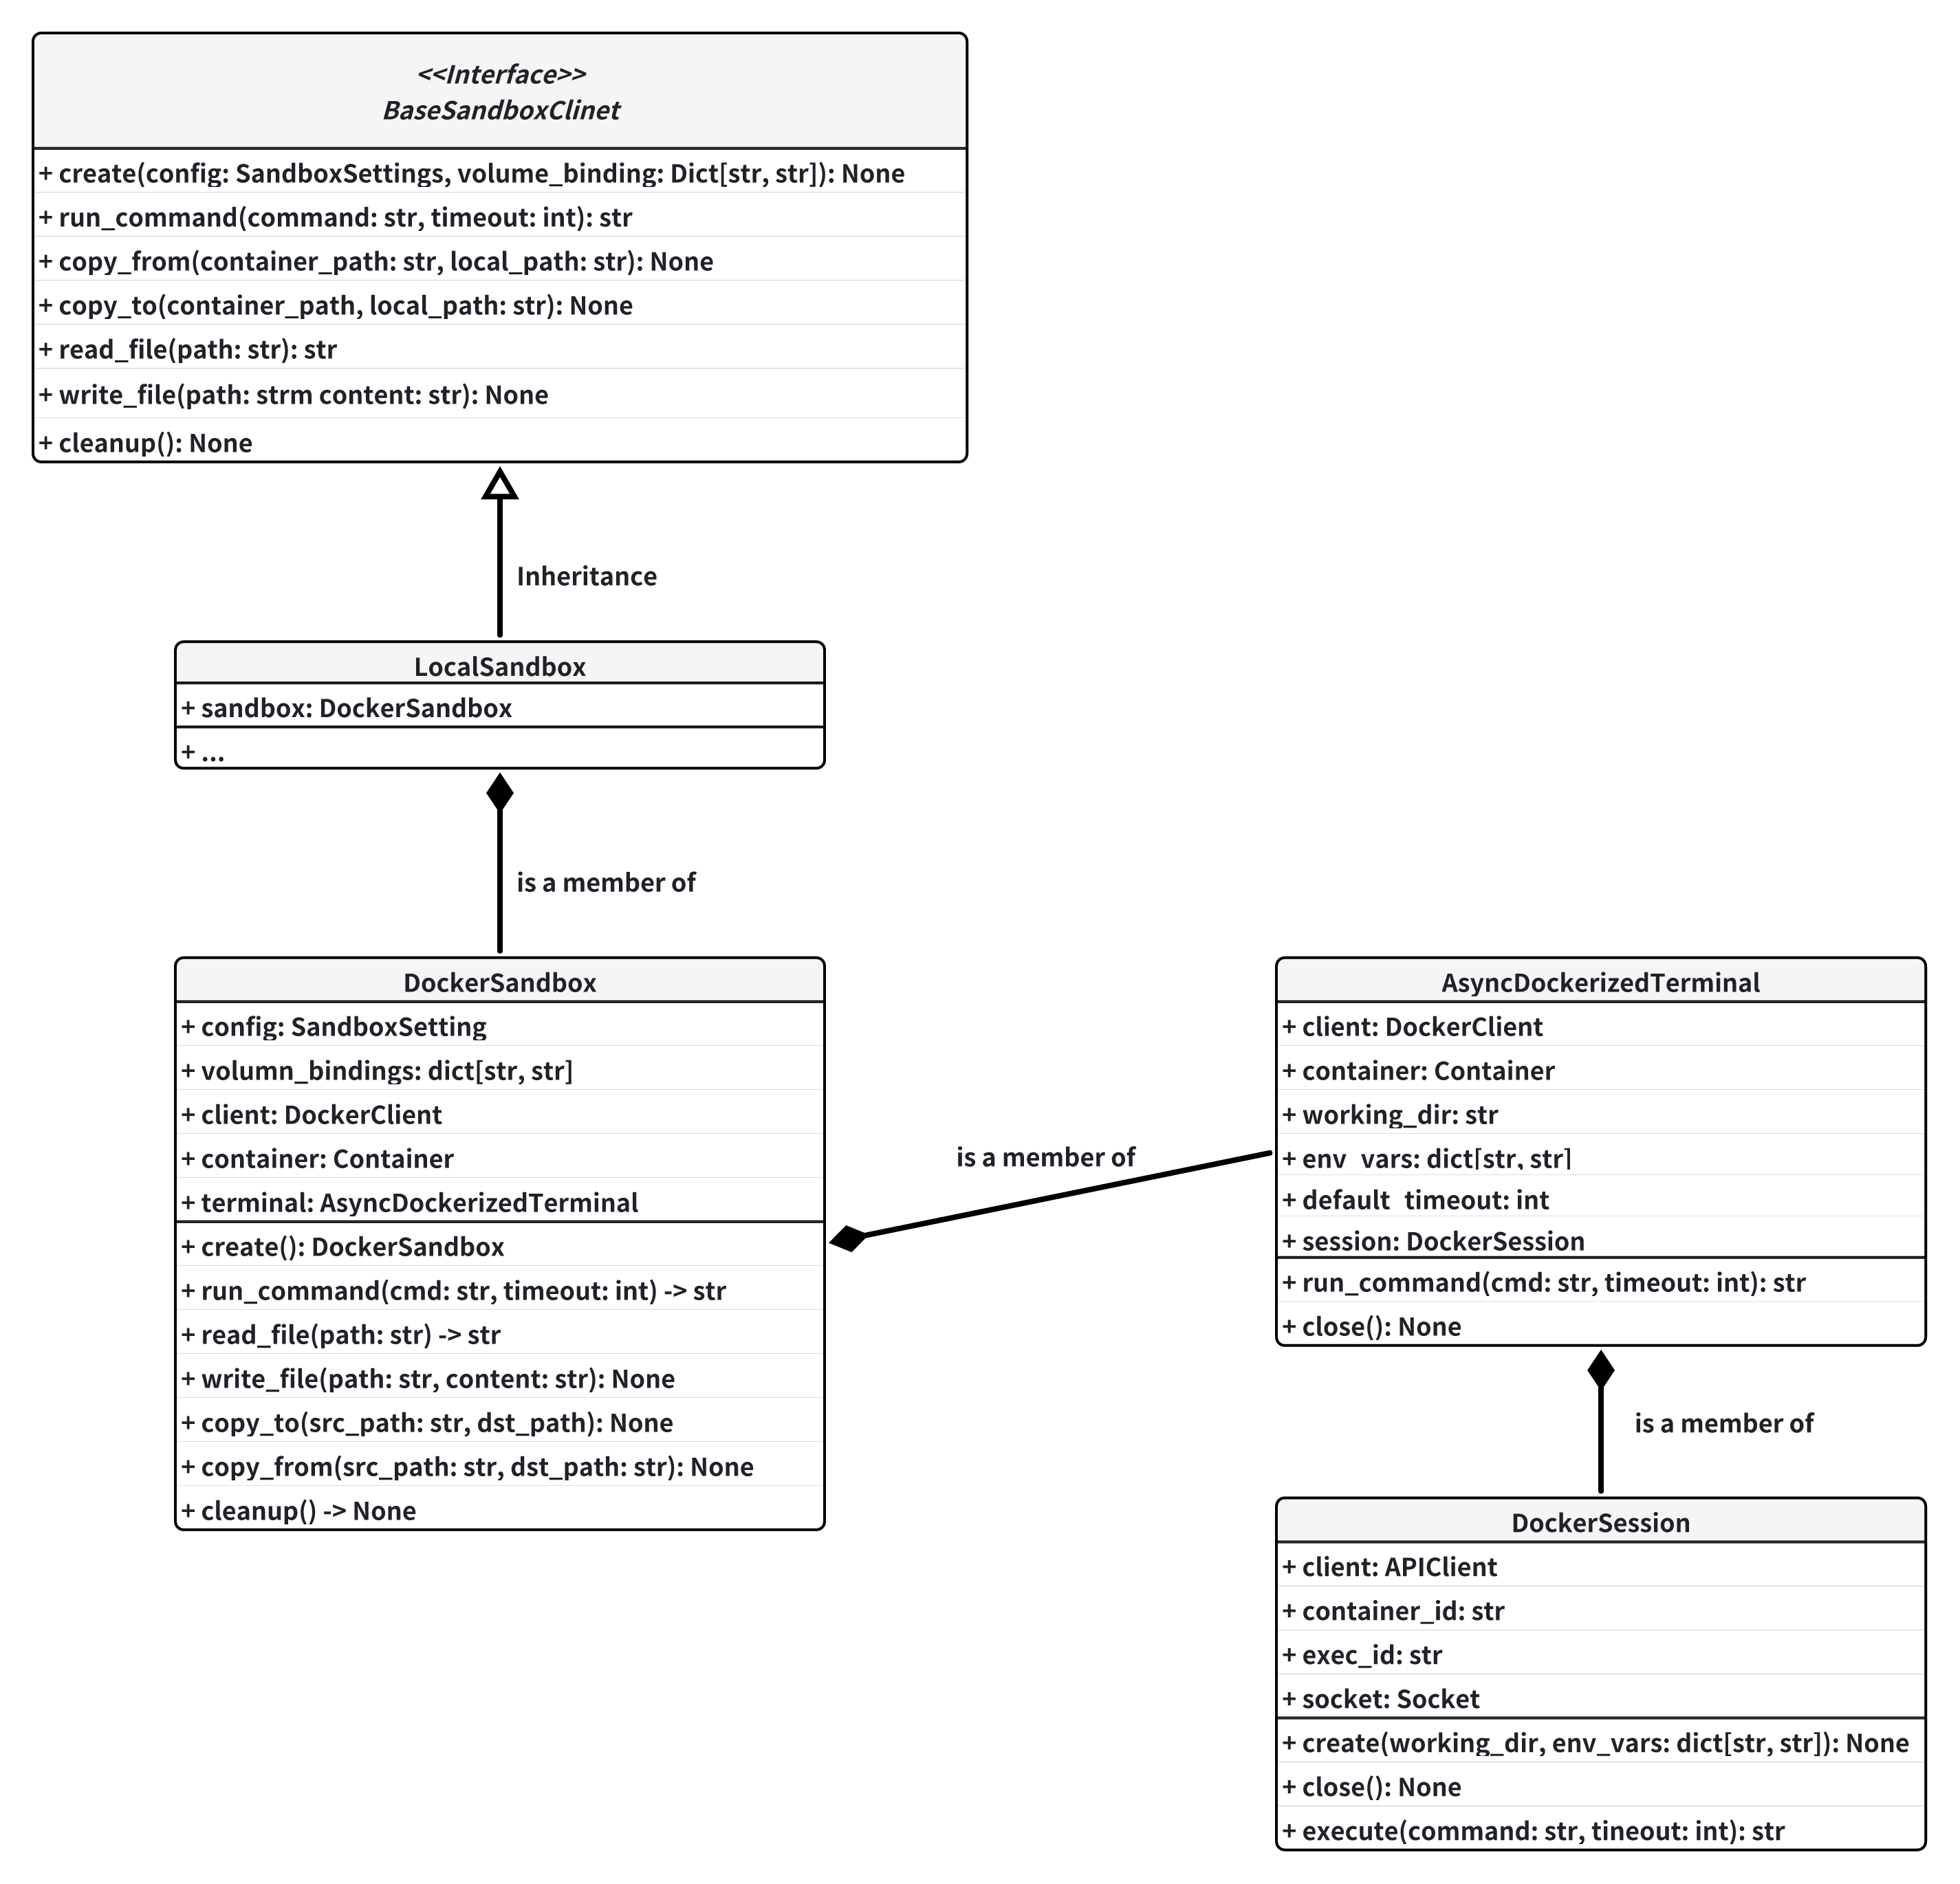 <<Interface>>
BaseSandboxClinet
+ create(config: SandboxSettings, volume_binding: Dict[str, str]): None
+ run_command(command: str, timeout: int): str
+ copy_from(container_path: str, local_path: str): None
+ copy_to(container_path, local_path: str): None
+ read_file(path: str): str
+ write_file(path: strm content: str): None
+ cleanup(): None
Inheritance
LocalSandbox
+ sandbox: DockerSandbox
+ ...
is a member of
DockerSandbox
+ config: SandboxSetting
+ volumn_bindings: dict[str, str]
+ client: DockerClient
+ container: Container
+ terminal: AsyncDockerizedTerminal
+ create(): DockerSandbox
+ run_command(cmd: str, timeout: int) -> str
+ read_file(path: str) -> str
+ write_file(path: str, content: str): None
+ copy_to(src_path: str, dst_path): None
+ copy_from(src_path: str, dst_path: str): None
+ cleanup() -> None
is a member of
AsyncDockerizedTerminal
+ client: DockerClient
+ container: Container
+ working_dir: str
+ env_vars: dict[str, str]
+ default_timeout: int
+ session: DockerSession
+ run_command(cmd: str, timeout: int): str
+ close(): None
is a member of
DockerSession
+ client: APIClient
+ container_id: str
+ exec_id: str
+ socket: Socket
+ create(working_dir, env_vars: dict[str, str]): None
+ close(): None
+ execute(command: str, tineout: int): str